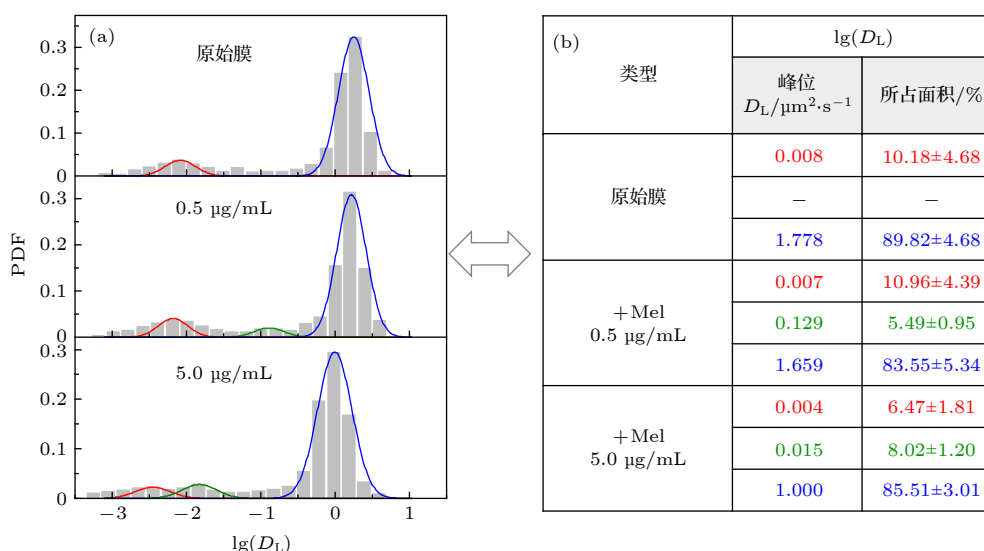 (a)
原始膜
0.3
0.2
0.1
0
0.5 µg/mL
0.3
0.2
0.1
0
5.0 µg/mL
0.3
0.2
0.1
0
PDF
−3 −2 −1 0 1
lg(D_L)
(b)
类型
lg(D_L)
峰位
D_L/µm²·s⁻¹
所占面积/%
原始膜
0.008 10.18±4.68
– –
1.778 89.82±4.68
+Mel
0.5 µg/mL
0.007 10.96±4.39
0.129 5.49±0.95
1.659 83.55±5.34
+Mel
5.0 µg/mL
0.004 6.47±1.81
0.015 8.02±1.20
1.000 85.51±3.01